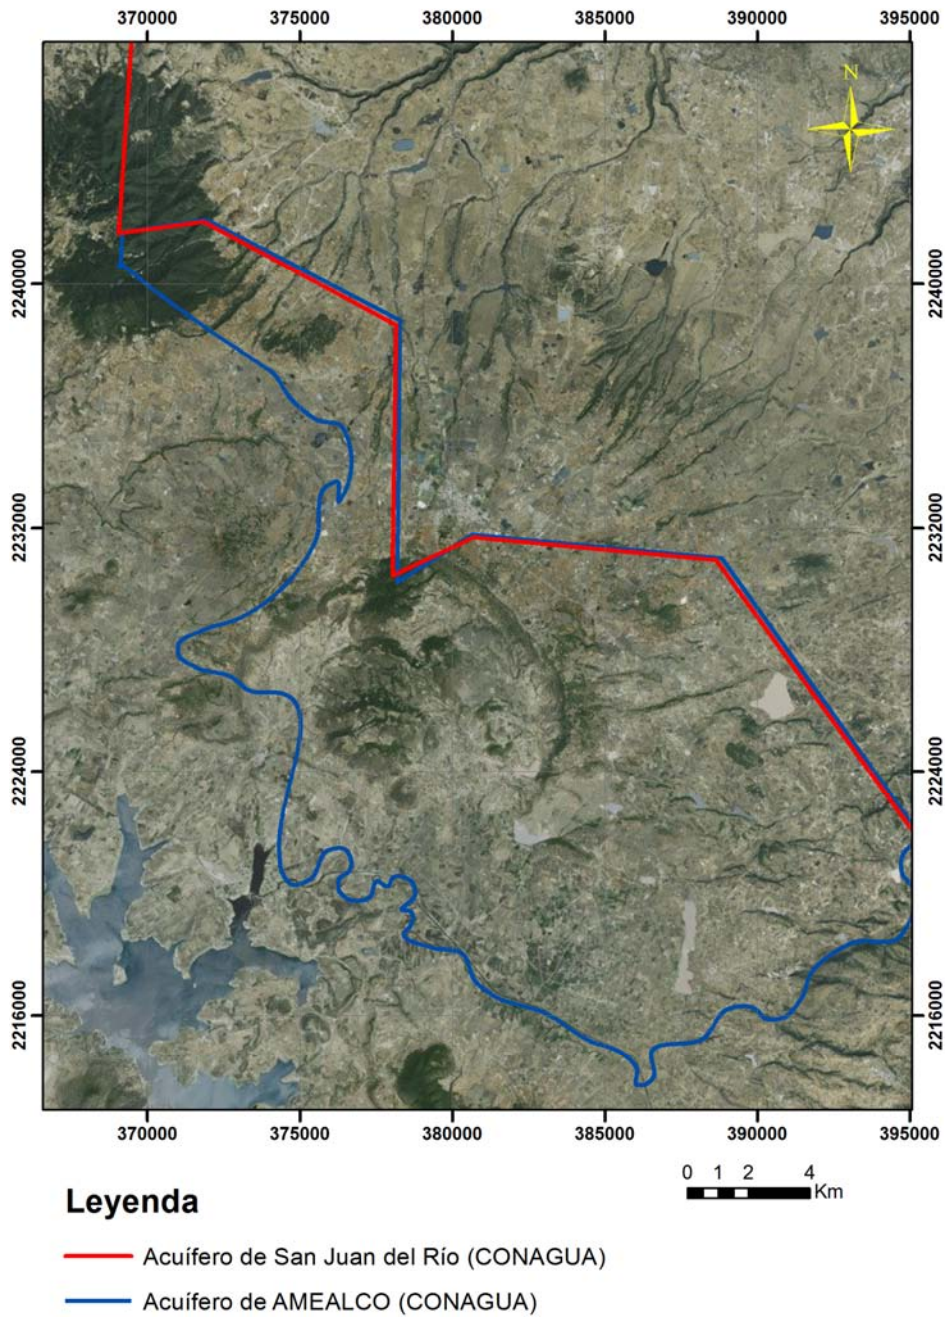 370000 375000 380000 385000 390000 395000
N
2240000 2240000
2232000 2232000
2224000 2224000
2216000 2216000
370000 375000 380000 385000 390000 395000
0 1 2 4
Km
Leyenda
Acuífero de San Juan del Río (CONAGUA)
Acuífero de AMEALCO (CONAGUA)